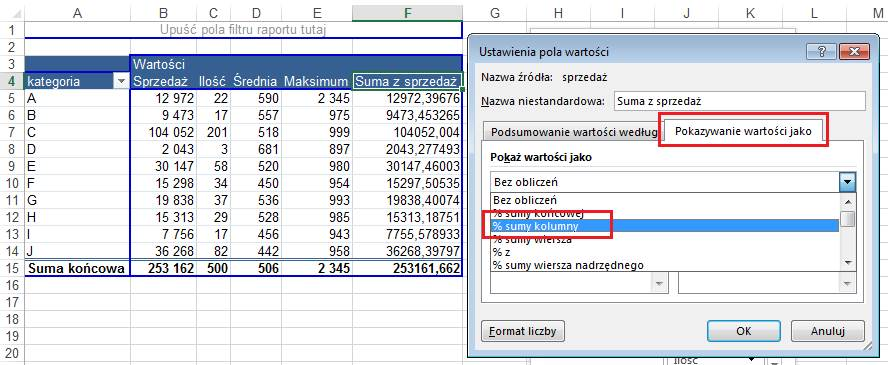 A B C D E F G H I J K L M
1 Upuść pola filtru raportu tutaj
2
3 Wartości
4 kategoria Sprzedaż Ilość Średnia Maksimum Suma z sprzedaż
5 A 12 972 22 590 2 345 12972,39676
6 B 9 473 17 557 975 9473,453265
7 C 104 052 201 518 999 104052,004
8 D 2 043 3 681 897 2043,277493
9 E 30 147 58 520 980 30147,46003
10 F 15 298 34 450 954 15297,50535
11 G 19 838 37 536 993 19838,40074
12 H 15 313 29 528 985 15313,18751
13 I 7 756 17 456 943 7755,578933
14 J 36 268 82 442 958 36268,39797
15 Suma końcowa 253 162 500 506 2 345 253161,662
16
17
18
19
20
Ustawienia pola wartości
Nazwa źródła: sprzedaż
Nazwa niestandardowa: Suma z sprzedaż
Podsumowanie wartości według Pokazywanie wartości jako
Pokaż wartości jako
Bez obliczeń
Bez obliczeń
% sumy końcowej
% sumy kolumny
% sumy wiersza
% z
% sumy wiersza nadrzędnego
Format liczby OK Anuluj
Ilość